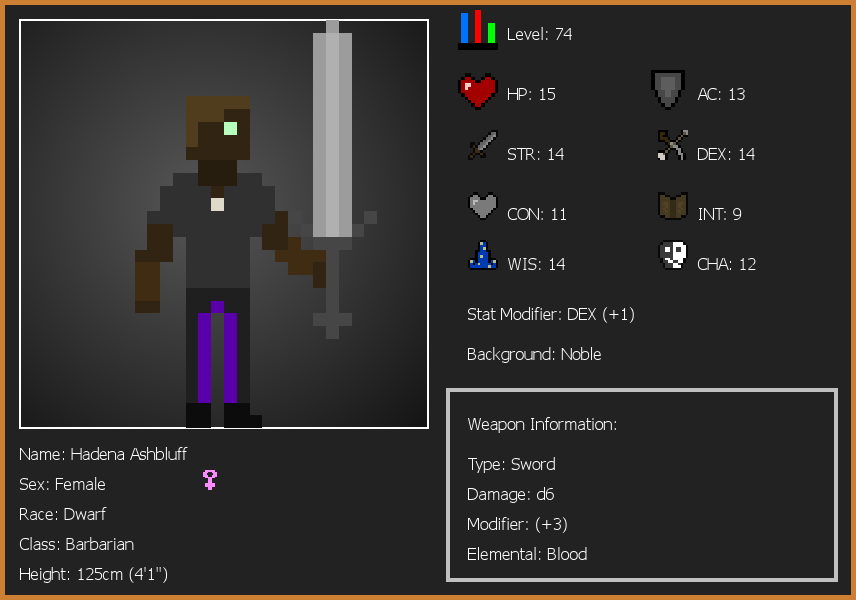 Level: 74
HP: 15
AC: 13
STR: 14
DEX: 14
CON: 11
INT: 9
WIS: 14
CHA: 12
Stat Modifier: DEX (+1)
Background: Noble
Name: Hadena Ashbluff
Sex: Female
Race: Dwarf
Class: Barbarian
Height: 125cm (4'1")
Weapon Information:
Type: Sword
Damage: d6
Modifier: (+3)
Elemental: Blood